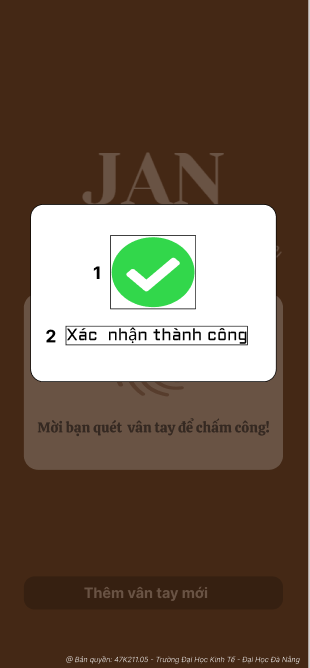 JAN
1
2 Xác nhận thành công
Mời bạn quét vân tay để chấm công!
Thêm vân tay mới
@ Bản quyền: 47K211.05 - Trường Đại Học Kinh Tế - Đại Học Đà Nẵng